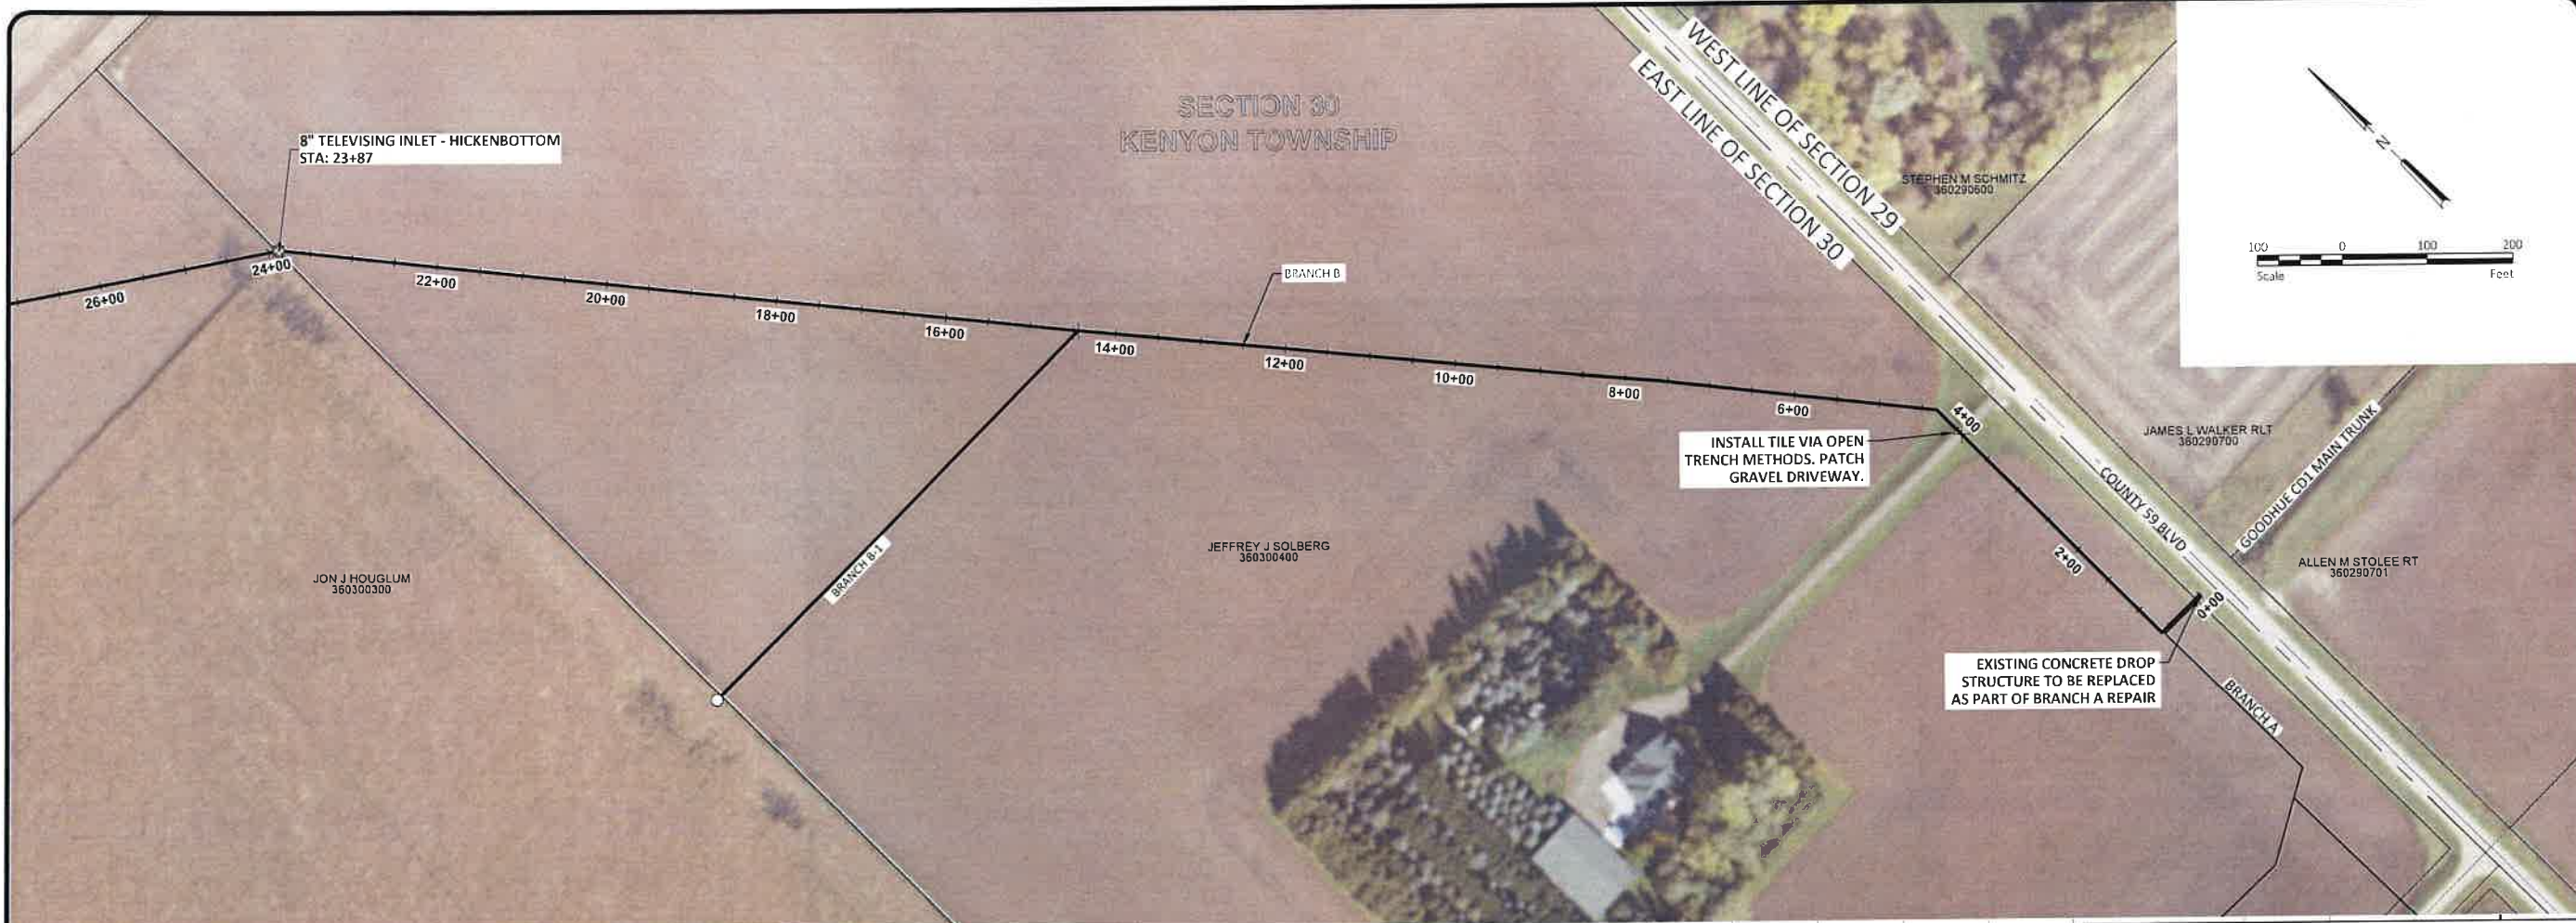 SECTION 30
KENYON TOWNSHIP
WEST LINE OF SECTION 29
EAST LINE OF SECTION 30
STEPHEN M SCHMITZ
360290600
N
100 0 100 200
Scale Feet
8" TELEVISING INLET - HICKENBOTTOM
STA: 23+87
26+00
24+00
22+00
20+00
18+00
16+00
14+00
12+00
10+00
8+00
6+00
4+00
2+00
0+00
BRANCH B
INSTALL TILE VIA OPEN
TRENCH METHODS. PATCH
GRAVEL DRIVEWAY.
JAMES L WALKER RLT
360290700
GOODHUE CD1 MAIN TRUNK
COUNTY 59 BLVD
ALLEN M STOLEE RT
360290701
JEFFREY J SOLBERG
360300400
JON J HOUGLUM
360300300
BRANCH B-1
EXISTING CONCRETE DROP
STRUCTURE TO BE REPLACED
AS PART OF BRANCH A REPAIR
BRANCH A